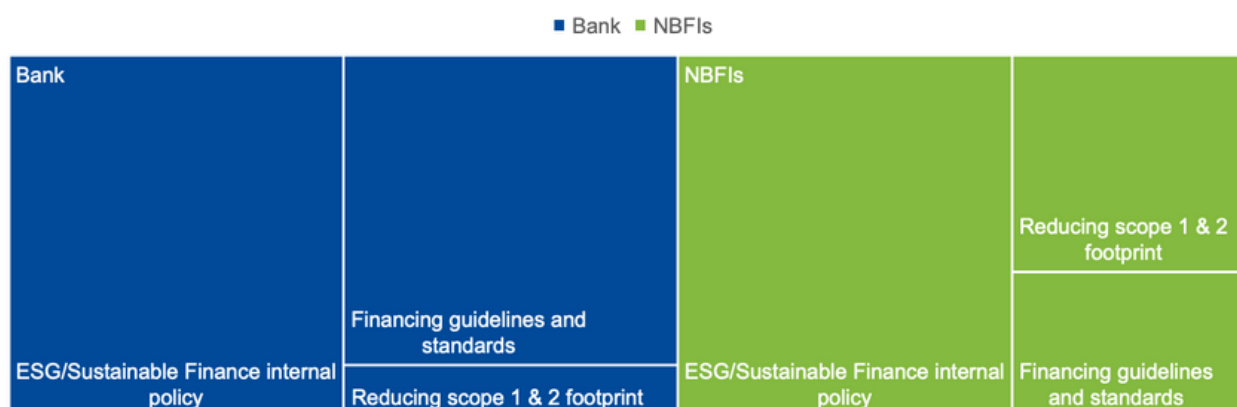 Bank NBFIs
Bank
ESG/Sustainable Finance internal
policy
Financing guidelines and
standards
Reducing scope 1 & 2 footprint
NBFIs
ESG/Sustainable Finance internal
policy
Reducing scope 1 & 2
footprint
Financing guidelines
and standards